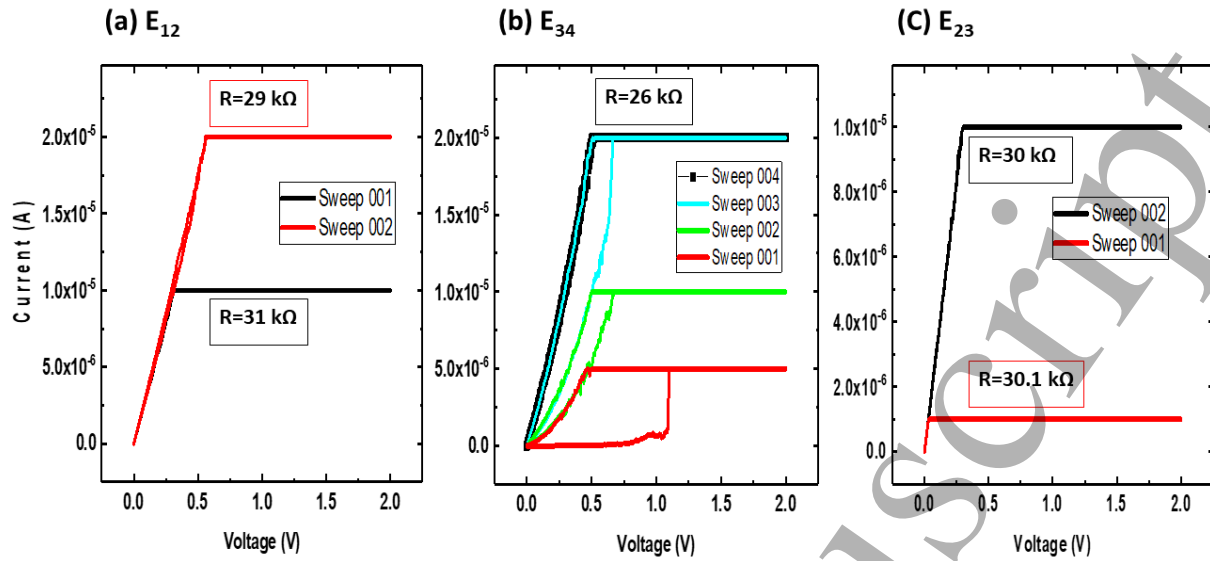 (a) E₁₂
R=29 kΩ
2.0x10⁻⁵
1.5x10⁻⁵
1.0x10⁻⁵
5.0x10⁻⁶
0.0
Current (A)
Sweep 001
Sweep 002
R=31 kΩ
0.0 0.5 1.0 1.5 2.0
Voltage (V)
(b) E₃₄
R=26 kΩ
2.0x10⁻⁵
1.5x10⁻⁵
1.0x10⁻⁵
5.0x10⁻⁶
0.0
Sweep 004
Sweep 003
Sweep 002
Sweep 001
0.0 0.5 1.0 1.5 2.0
Voltage (V)
(C) E₂₃
1.0x10⁻⁵
8.0x10⁻⁶
6.0x10⁻⁶
4.0x10⁻⁶
2.0x10⁻⁶
0.0
R=30 kΩ
Sweep 002
Sweep 001
R=30.1 kΩ
0.0 0.5 1.0 1.5 2.0
Voltage (V)
uscript